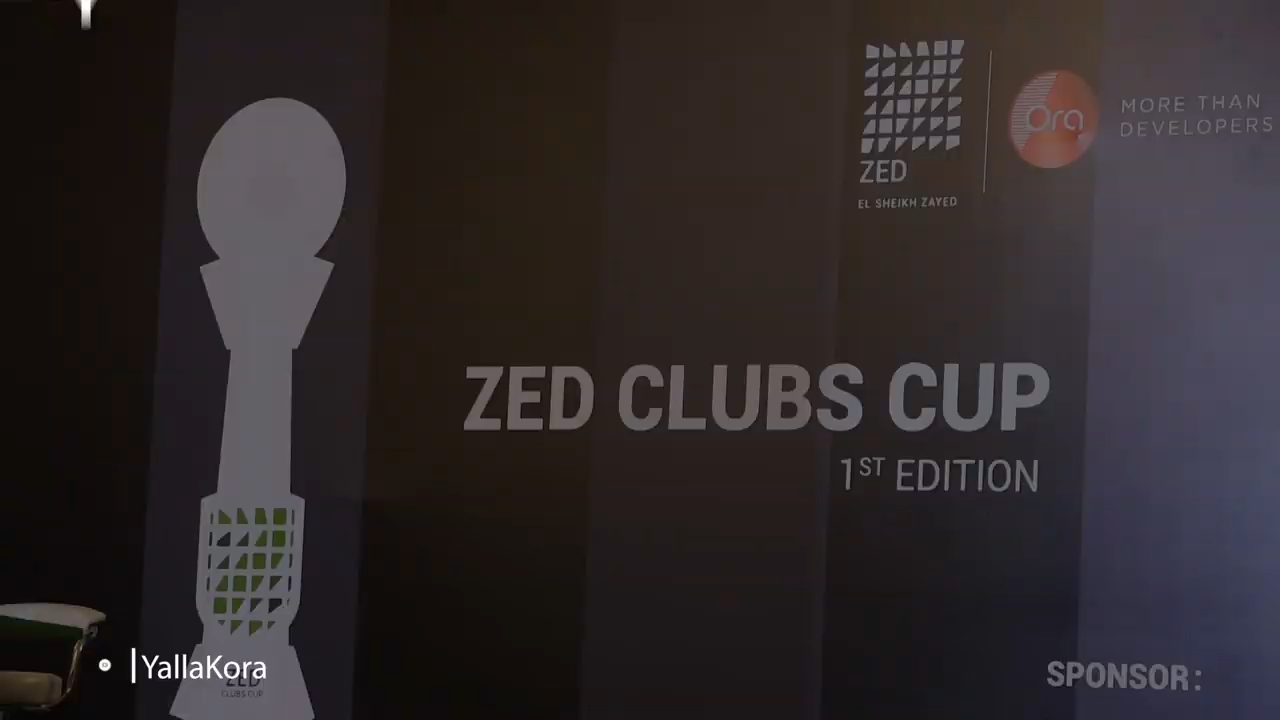 ZED
EL SHEIKH ZAYED
Ora
MORE THAN
DEVELOPERS
ZED CLUBS CUP
1ST EDITION
ZED
CLUBS CUP
YallaKora
SPONSOR: